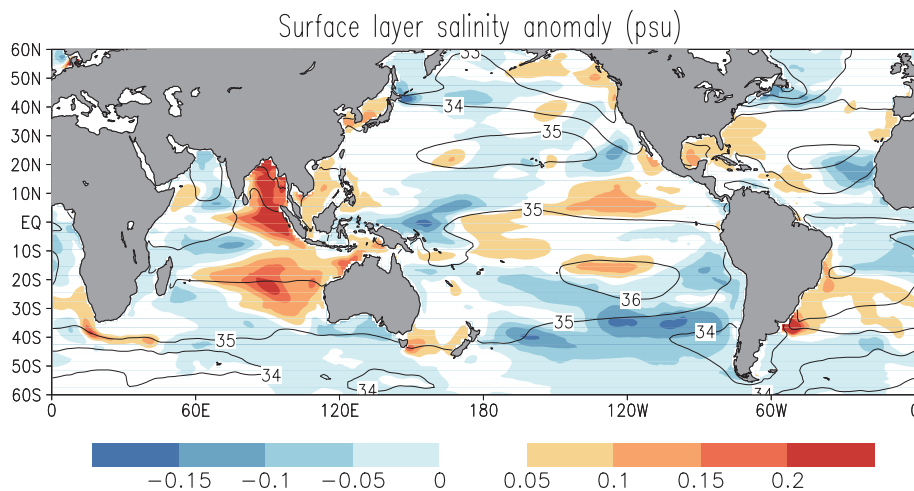 Surface layer salinity anomaly (psu)
60N
50N
40N
30N
20N
10N
EQ
10S
20S
30S
40S
50S
60S
34
35
35
36
35
34
35
34
34
34
0 60E 120E 180 120W 60W
-0.15 -0.1 -0.05 0 0.05 0.1 0.15 0.2